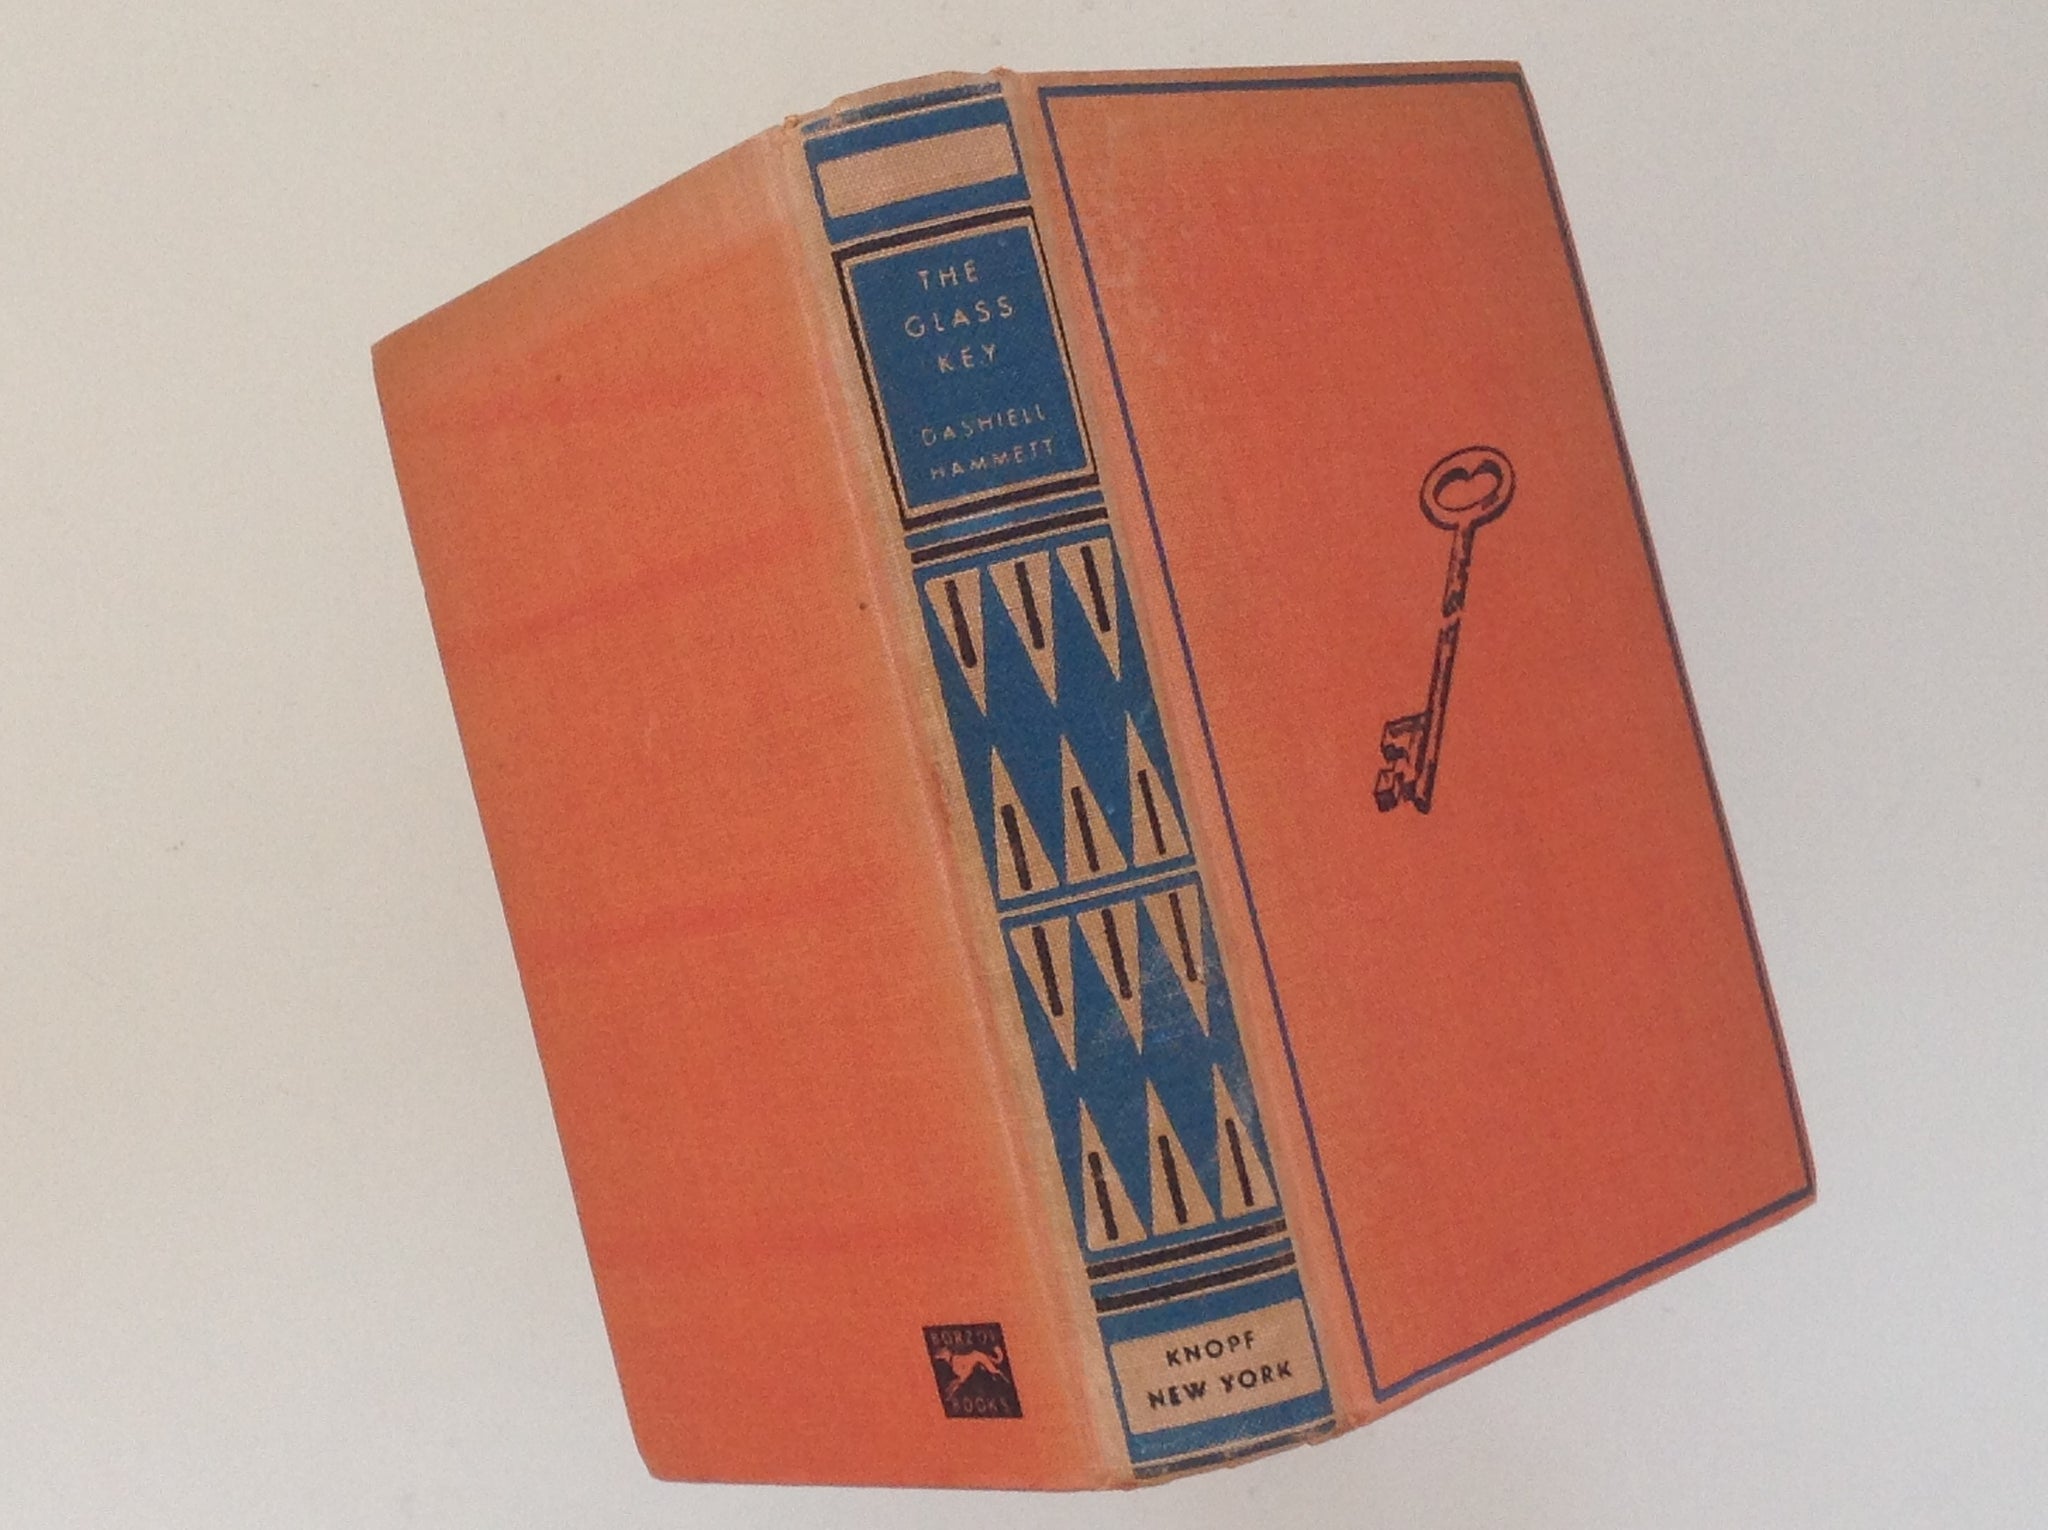 THE
GLASS
KEY
DASHIELL
HAMMETT
KNOPF
NEW YORK
BORZOI
BOOKS